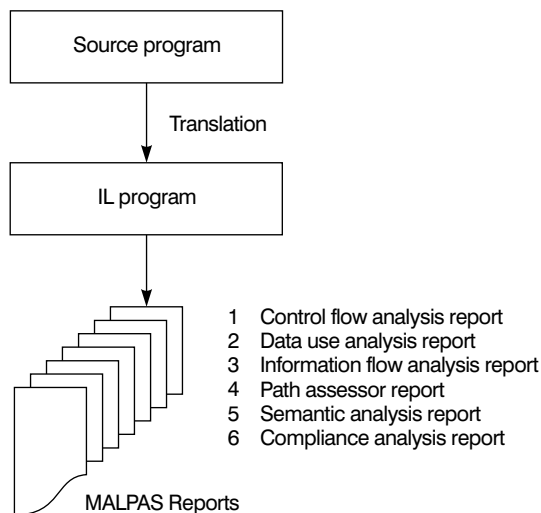 Source program
Translation
IL program
1 Control flow analysis report
2 Data use analysis report
3 Information flow analysis report
4 Path assessor report
5 Semantic analysis report
6 Compliance analysis report
MALPAS Reports